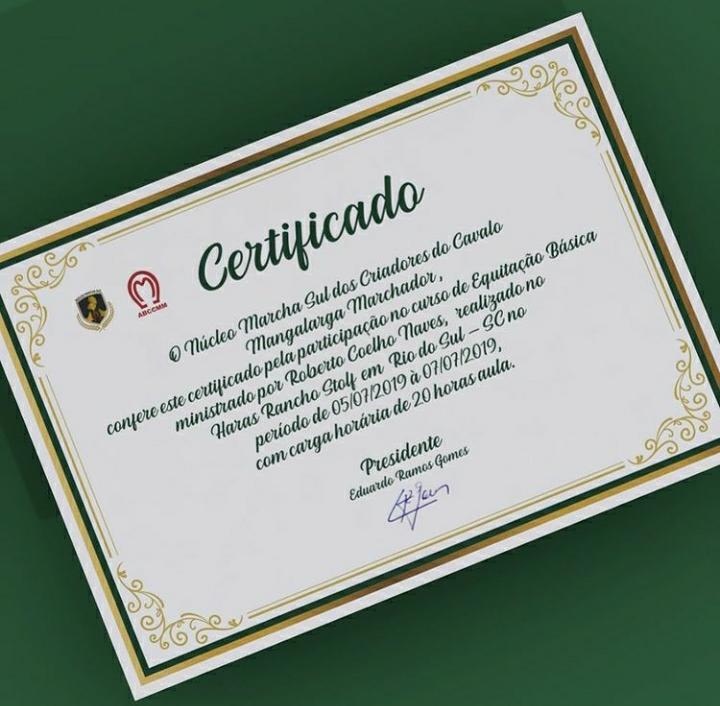 Certificado
ABCCMM
O Núcleo Marcha Sul dos Criadores do Cavalo
Mangalarga Marchador,
confere este certificado pela participação no curso de Equitação Básica
ministrado por Roberto Coelho Naves, realizado no
Haras Rancho Stolf em Rio do Sul – SC no
período de 05/07/2019 à 07/07/2019,
com carga horária de 20 horas aula.
Presidente
Eduardo Ramos Gomes